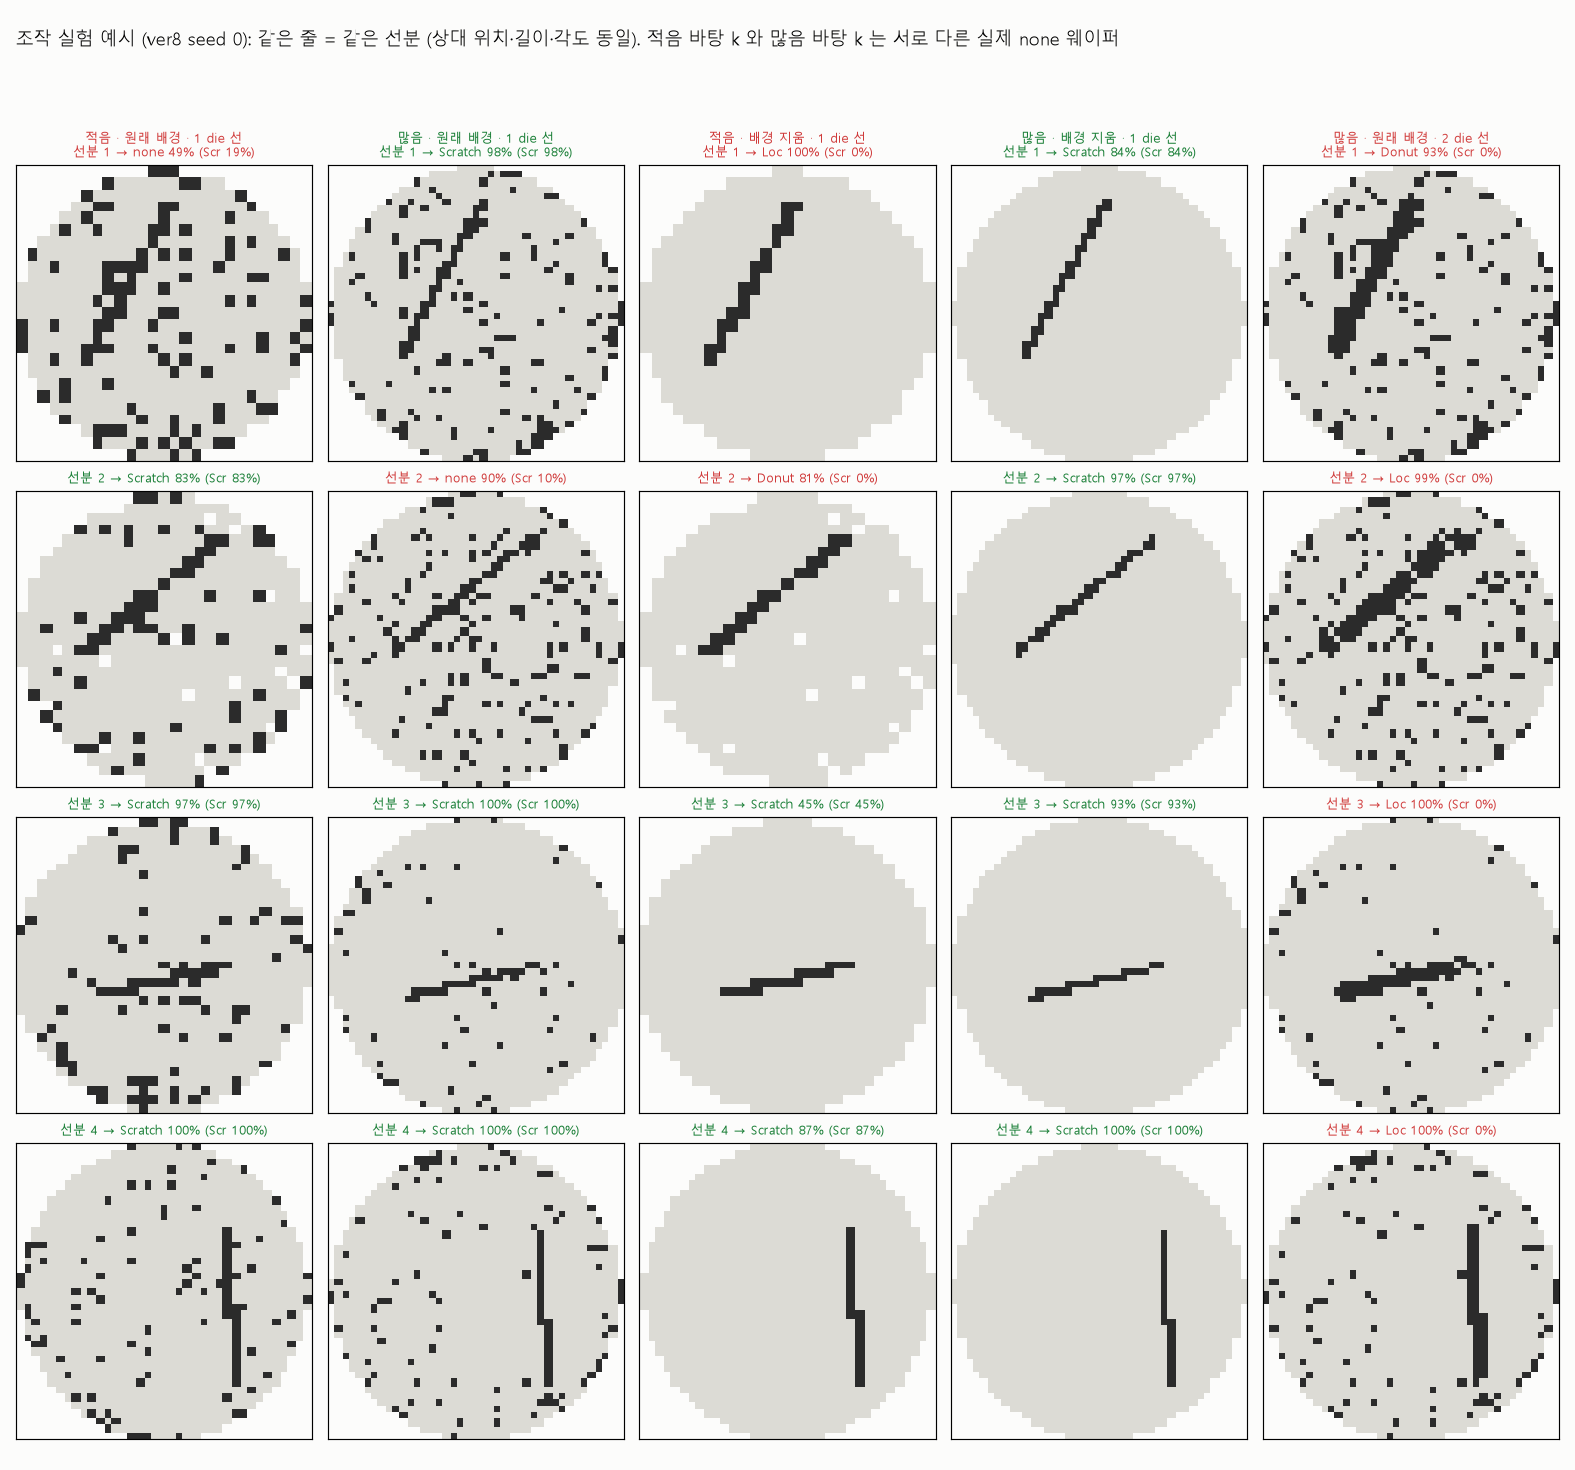 조작 실험 예시 (ver8 seed 0): 같은 줄 = 같은 선분 (상대 위치·길이·각도 동일). 적음 바탕 k 와 많음 바탕 k 는 서로 다른 실제 none 웨이퍼
적음 · 원래 배경 · 1 die 선
선분 1 → none 49% (Scr 19%)
많음 · 원래 배경 · 1 die 선
선분 1 → Scratch 98% (Scr 98%)
적음 · 배경 지움 · 1 die 선
선분 1 → Loc 100% (Scr 0%)
많음 · 배경 지움 · 1 die 선
선분 1 → Scratch 84% (Scr 84%)
많음 · 원래 배경 · 2 die 선
선분 1 → Donut 93% (Scr 0%)
선분 2 → Scratch 83% (Scr 83%)
선분 2 → none 90% (Scr 10%)
선분 2 → Donut 81% (Scr 0%)
선분 2 → Scratch 97% (Scr 97%)
선분 2 → Loc 99% (Scr 0%)
선분 3 → Scratch 97% (Scr 97%)
선분 3 → Scratch 100% (Scr 100%)
선분 3 → Scratch 45% (Scr 45%)
선분 3 → Scratch 93% (Scr 93%)
선분 3 → Loc 100% (Scr 0%)
선분 4 → Scratch 100% (Scr 100%)
선분 4 → Scratch 100% (Scr 100%)
선분 4 → Scratch 87% (Scr 87%)
선분 4 → Scratch 100% (Scr 100%)
선분 4 → Loc 100% (Scr 0%)